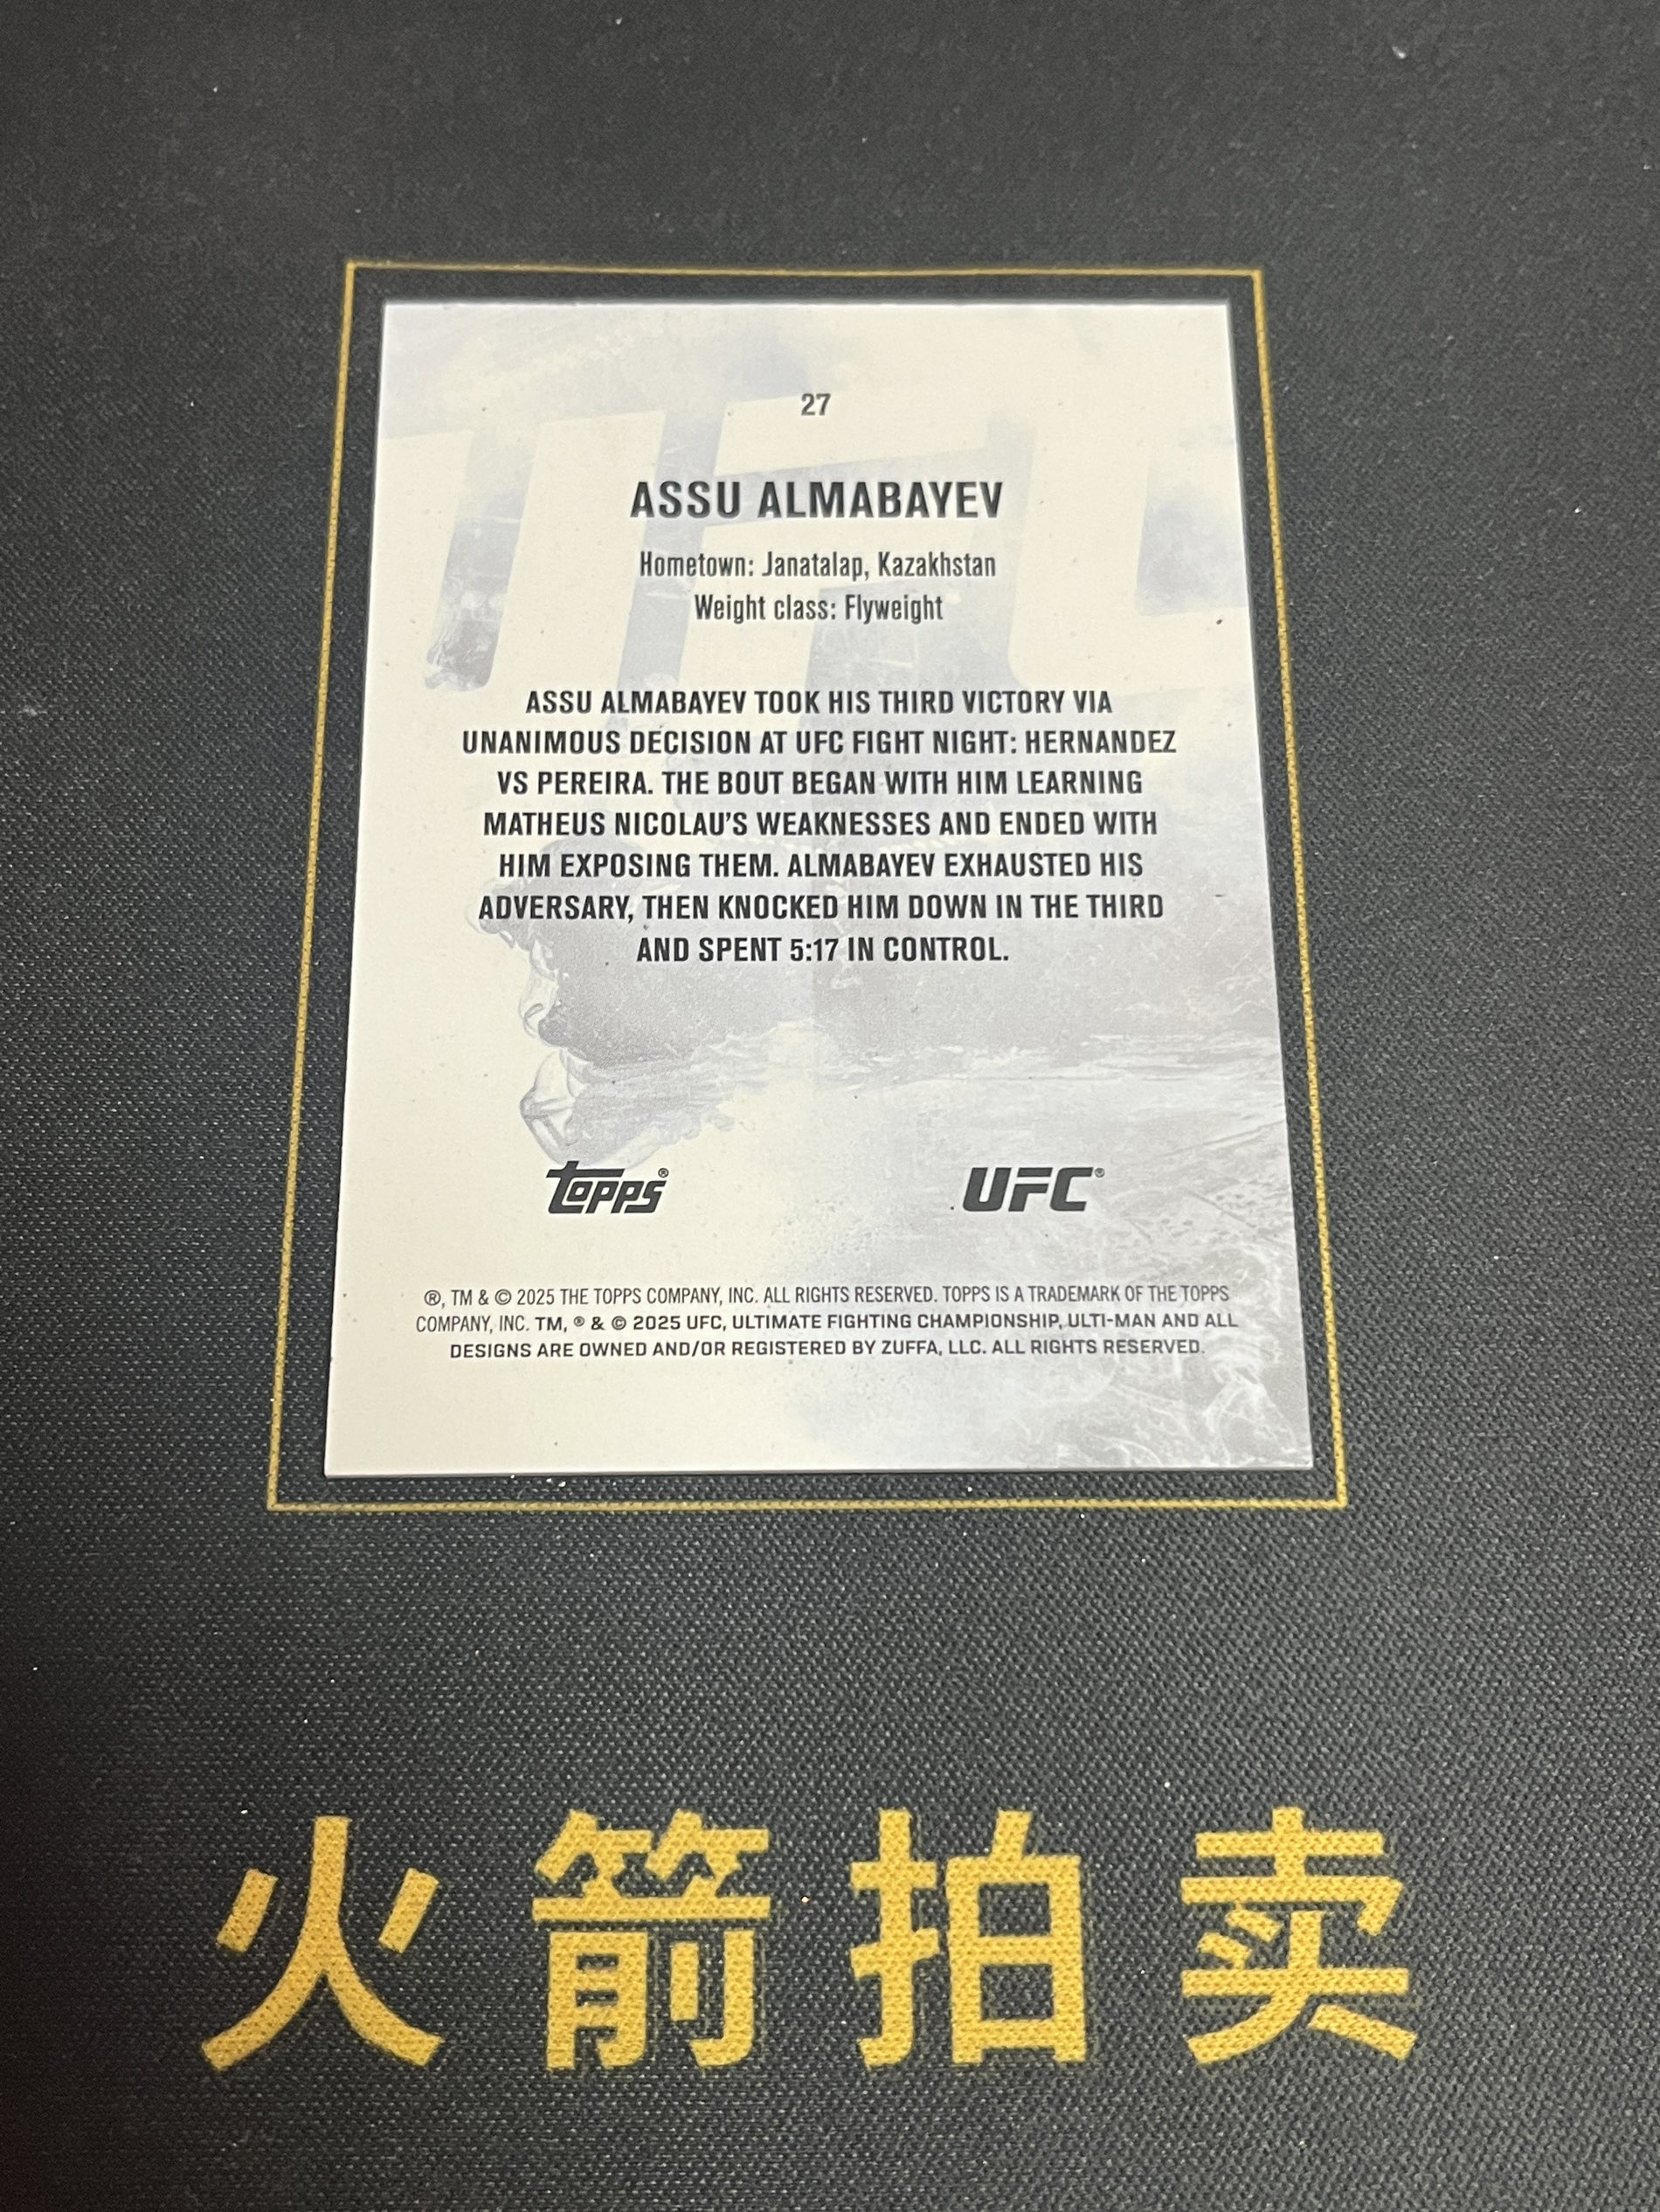 27
ASSU ALMABAYEV
Hometown: Janatalap, Kazakhstan
Weight class: Flyweight
ASSU ALMABAYEV TOOK HIS THIRD VICTORY VIA
UNANIMOUS DECISION AT UFC FIGHT NIGHT: HERNANDEZ
VS PEREIRA. THE BOUT BEGAN WITH HIM LEARNING
MATHEUS NICOLAU'S WEAKNESSES AND ENDED WITH
HIM EXPOSING THEM. ALMABAYEV EXHAUSTED HIS
ADVERSARY, THEN KNOCKED HIM DOWN IN THE THIRD
AND SPENT 5:17 IN CONTROL.
topps® UFC®
®, TM & © 2025 THE TOPPS COMPANY, INC. ALL RIGHTS RESERVED. TOPPS IS A TRADEMARK OF THE TOPPS
COMPANY, INC. TM, ® & © 2025 UFC, ULTIMATE FIGHTING CHAMPIONSHIP, ULTI-MAN AND ALL
DESIGNS ARE OWNED AND/OR REGISTERED BY ZUFFA, LLC. ALL RIGHTS RESERVED.
火箭拍卖